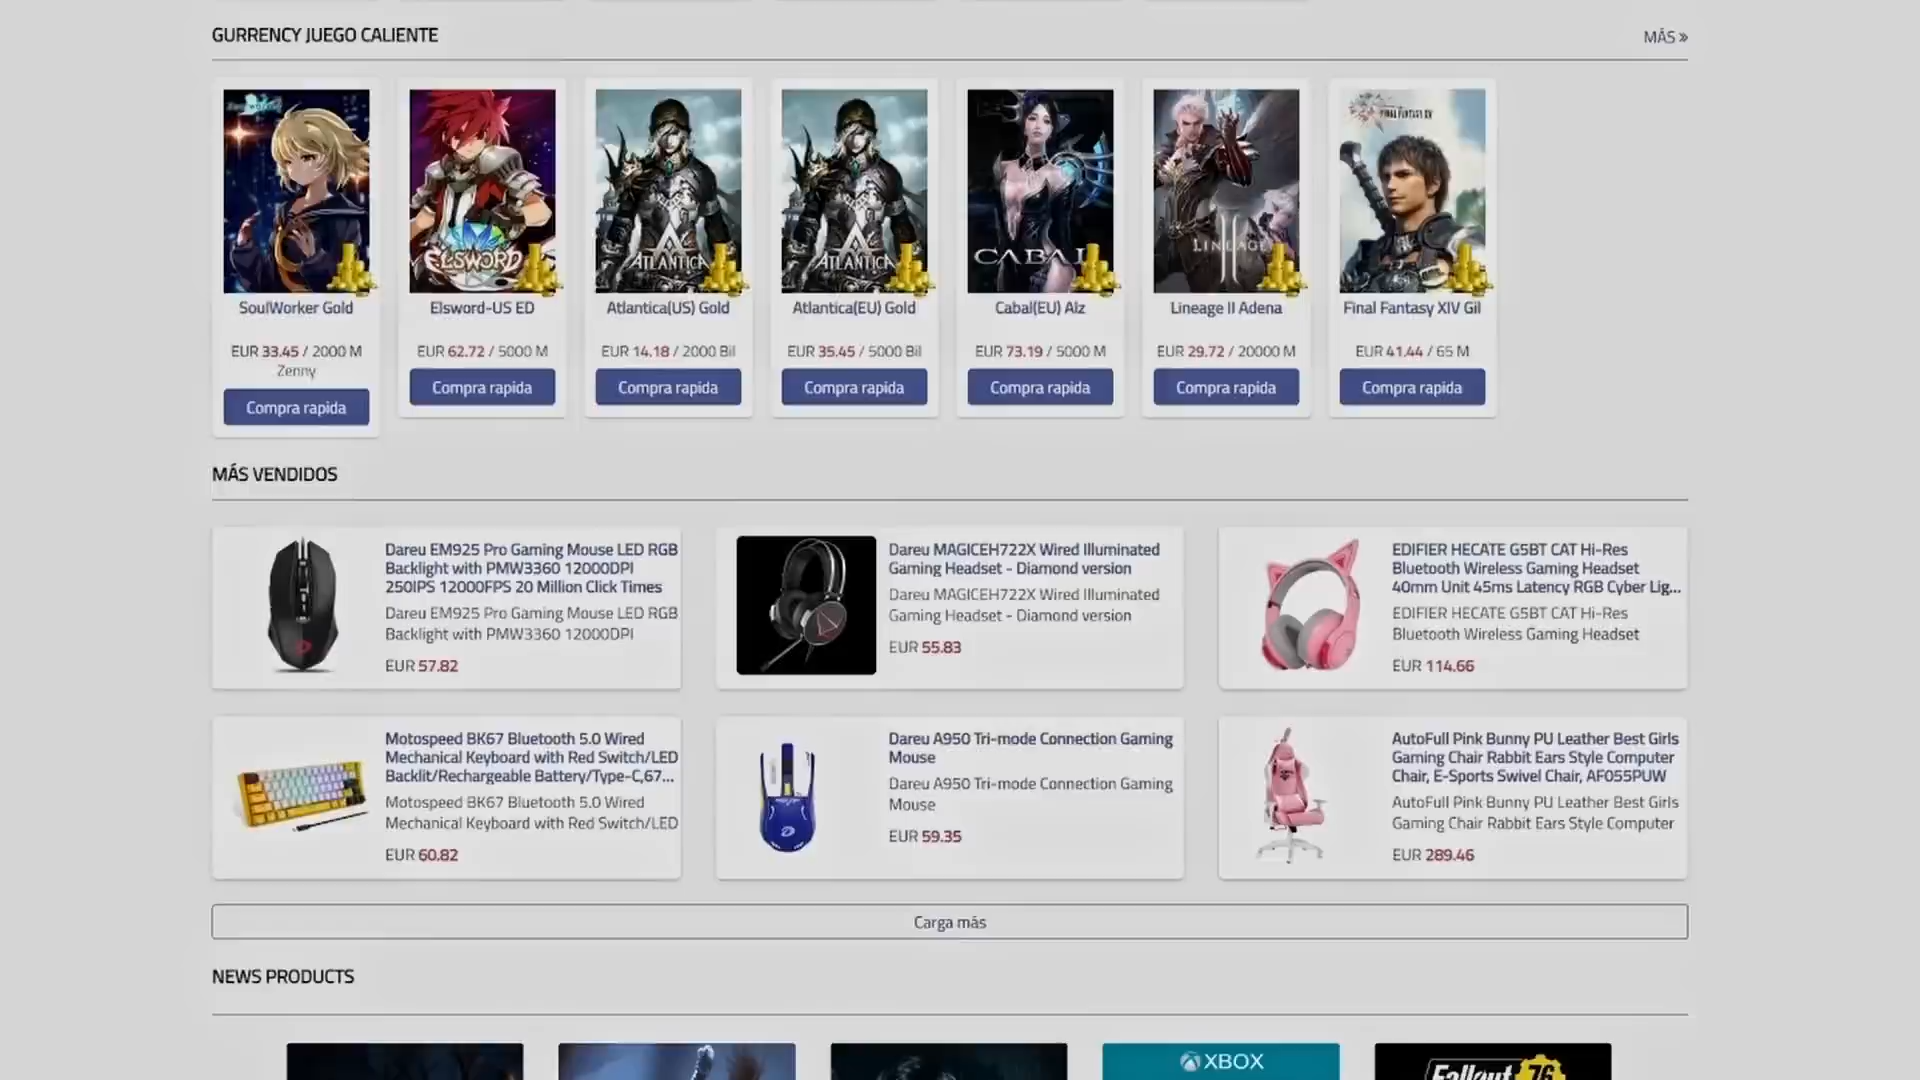 GURRENCY JUEGO CALIENTE
MÁS »
ELSWORD
ATLANTICA
ATLANTICA
CABAL
LINEAGE II
FINAL FANTASY XIV
SoulWorker Gold
Elsword-US ED
Atlantica(US) Gold
Atlantica(EU) Gold
Cabal(EU) Alz
Lineage II Adena
Final Fantasy XIV Gil
EUR 33.45 / 2000 M
Zenny
EUR 62.72 / 5000 M
EUR 14.18 / 2000 Bil
EUR 35.45 / 5000 Bil
EUR 73.19 / 5000 M
EUR 29.72 / 20000 M
EUR 41.44 / 65 M
Compra rapida
Compra rapida
Compra rapida
Compra rapida
Compra rapida
Compra rapida
Compra rapida
MÁS VENDIDOS
Dareu EM925 Pro Gaming Mouse LED RGB
Backlight with PMW3360 12000DPI
250IPS 12000FPS 20 Million Click Times
Dareu EM925 Pro Gaming Mouse LED RGB
Backlight with PMW3360 12000DPI
EUR 57.82
Dareu MAGICEH722X Wired Illuminated
Gaming Headset - Diamond version
Dareu MAGICEH722X Wired Illuminated
Gaming Headset - Diamond version
EUR 55.83
EDIFIER HECATE G5BT CAT Hi-Res
Bluetooth Wireless Gaming Headset
40mm Unit 45ms Latency RGB Cyber Lig...
EDIFIER HECATE G5BT CAT Hi-Res
Bluetooth Wireless Gaming Headset
EUR 114.66
Motospeed BK67 Bluetooth 5.0 Wired
Mechanical Keyboard with Red Switch/LED
Backlit/Rechargeable Battery/Type-C,67...
Motospeed BK67 Bluetooth 5.0 Wired
Mechanical Keyboard with Red Switch/LED
EUR 60.82
Dareu A950 Tri-mode Connection Gaming
Mouse
Dareu A950 Tri-mode Connection Gaming
Mouse
EUR 59.35
AutoFull Pink Bunny PU Leather Best Girls
Gaming Chair Rabbit Ears Style Computer
Chair, E-Sports Swivel Chair, AF055PUW
AutoFull Pink Bunny PU Leather Best Girls
Gaming Chair Rabbit Ears Style Computer
EUR 289.46
Carga más
NEWS PRODUCTS
XBOX
Fallout 76